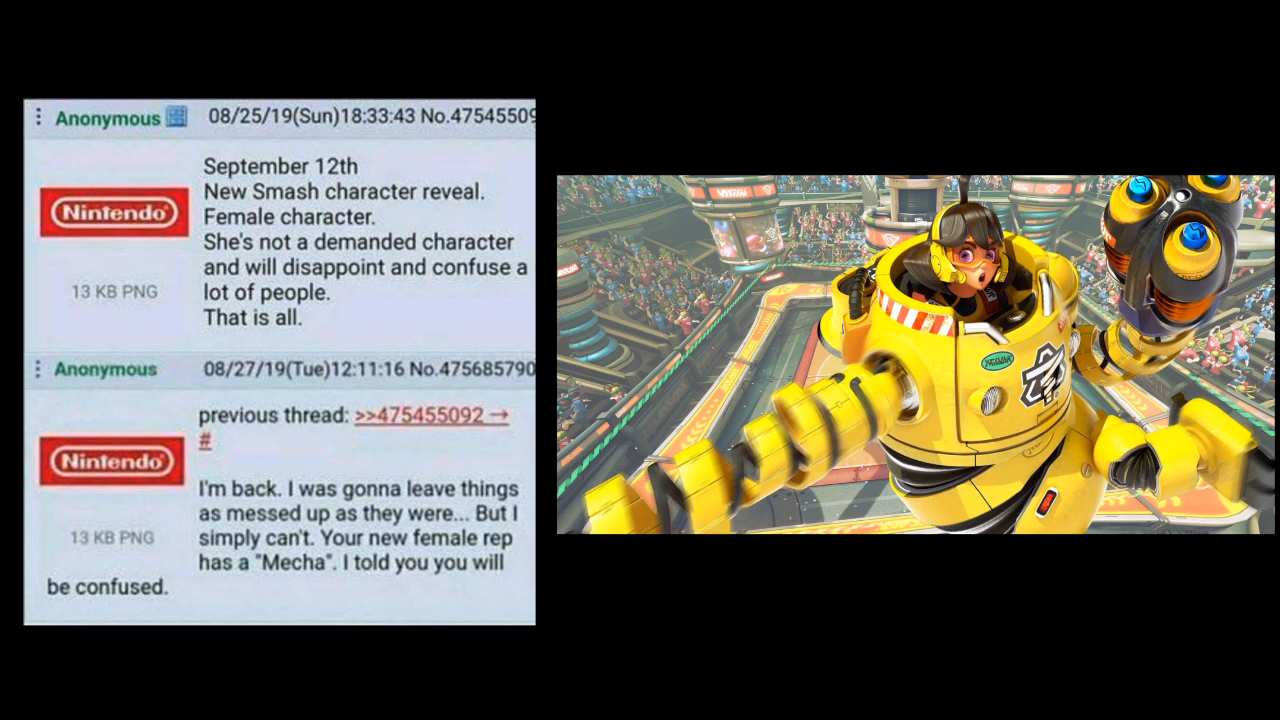 Anonymous 08/25/19(Sun)18:33:43 No.47545509
September 12th
Nintendo
New Smash character reveal.
Female character.
She's not a demanded character
and will disappoint and confuse a
13 KB PNG
lot of people.
That is all.
Anonymous 08/27/19(Tue)12:11:16 No.475685790
previous thread: >>475455092 →
#
Nintendo
I'm back. I was gonna leave things
as messed up as they were... But I
13 KB PNG
simply can't. Your new female rep
has a "Mecha". I told you you will
be confused.